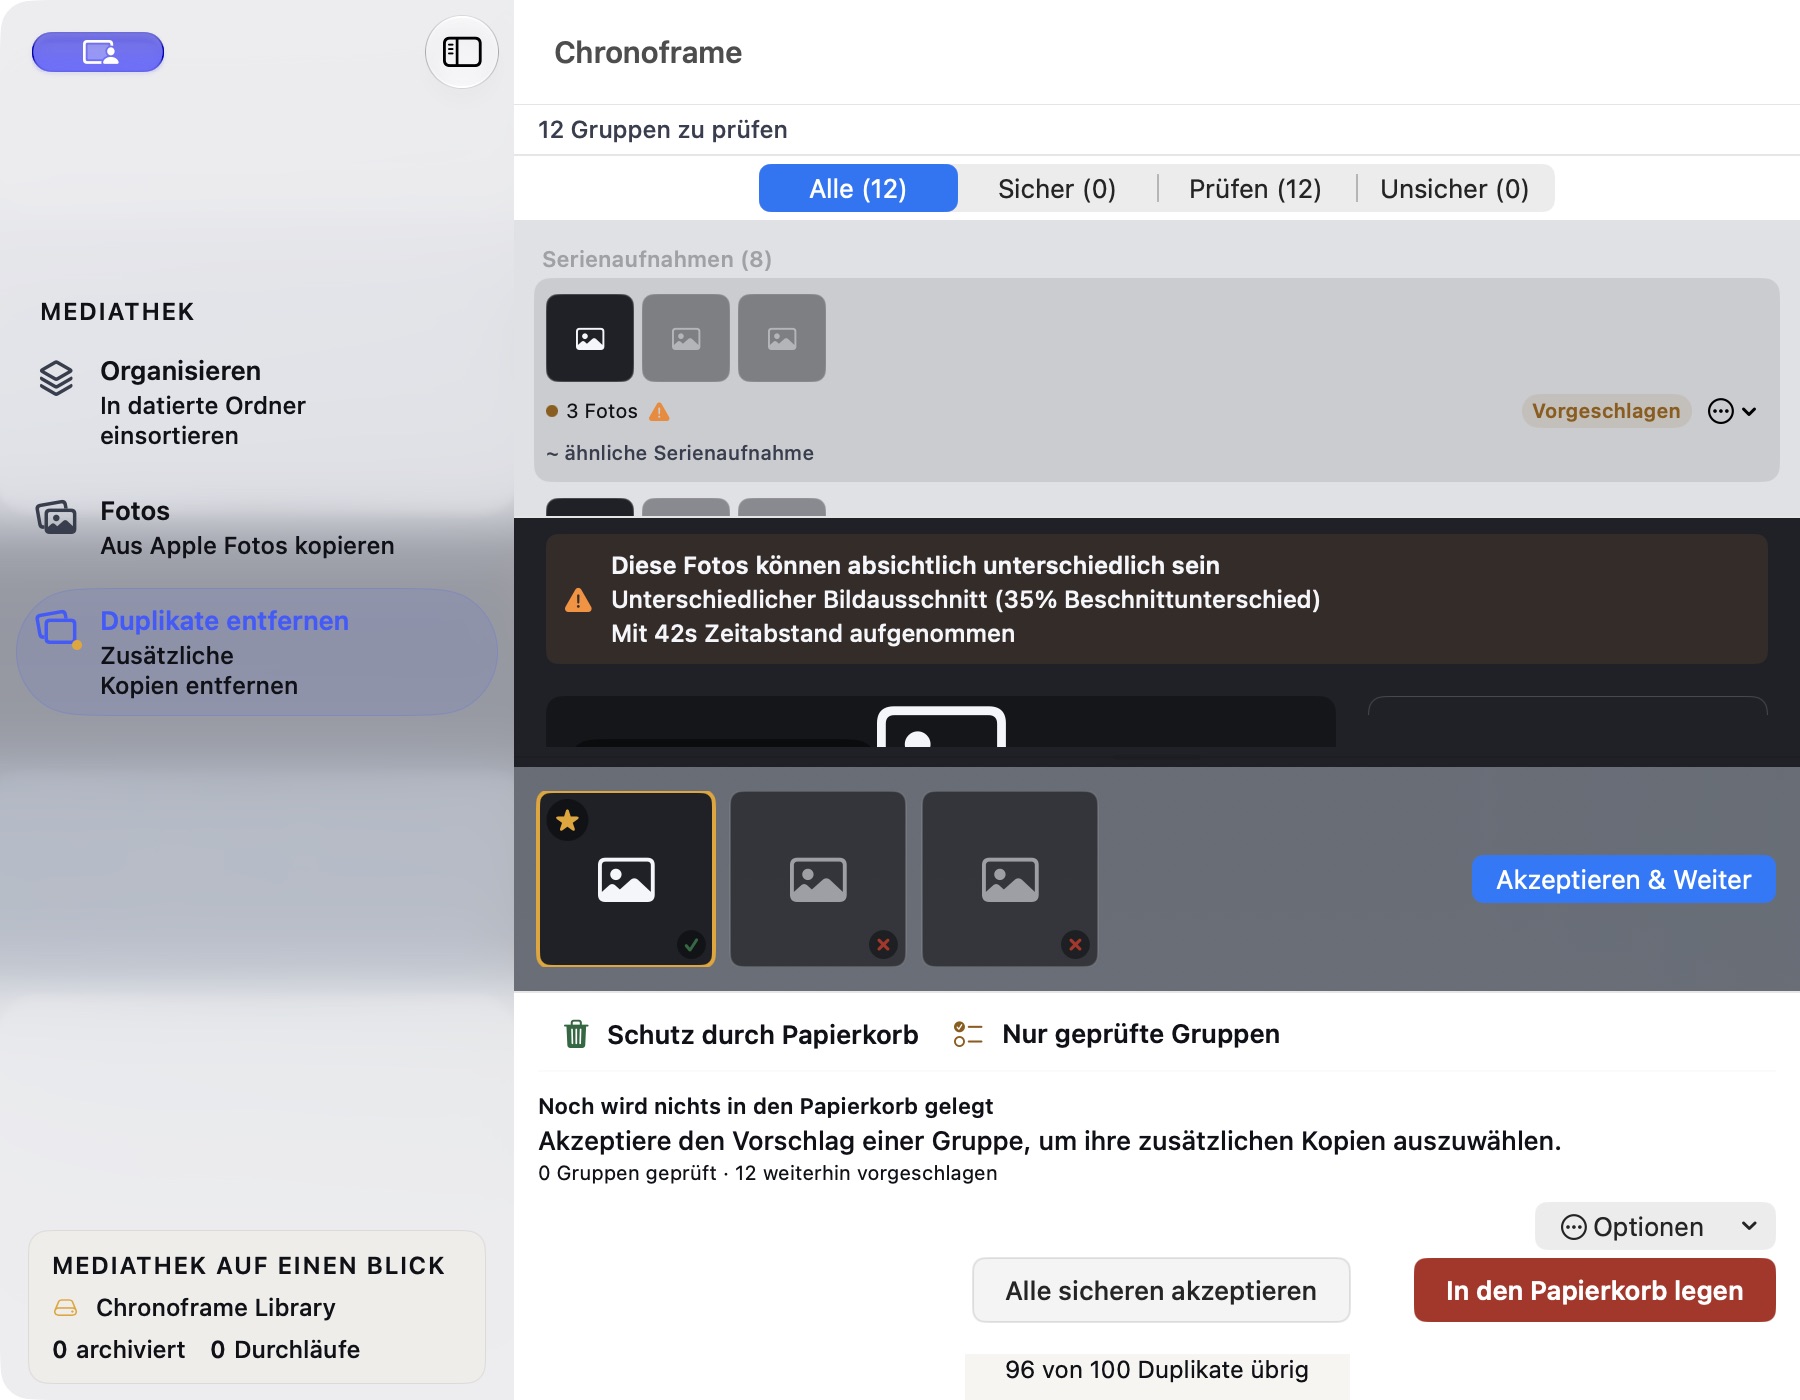 Chronoframe
12 Gruppen zu prüfen
Alle (12)
Sicher (0)
Prüfen (12)
Unsicher (0)
MEDIATHEK
Organisieren
In datierte Ordner
einsortieren
Fotos
Aus Apple Fotos kopieren
Duplikate entfernen
Zusätzliche
Kopien entfernen
MEDIATHEK AUF EINEN BLICK
Chronoframe Library
0 archiviert 0 Durchläufe
Serienaufnahmen (8)
3 Fotos
Vorgeschlagen
~ ähnliche Serienaufnahme
Diese Fotos können absichtlich unterschiedlich sein
Unterschiedlicher Bildausschnitt (35% Beschnittunterschied)
Mit 42s Zeitabstand aufgenommen
Akzeptieren & Weiter
Schutz durch Papierkorb
Nur geprüfte Gruppen
Noch wird nichts in den Papierkorb gelegt
Akzeptiere den Vorschlag einer Gruppe, um ihre zusätzlichen Kopien auszuwählen.
0 Gruppen geprüft · 12 weiterhin vorgeschlagen
Optionen
Alle sicheren akzeptieren
In den Papierkorb legen
96 von 100 Duplikate übrig